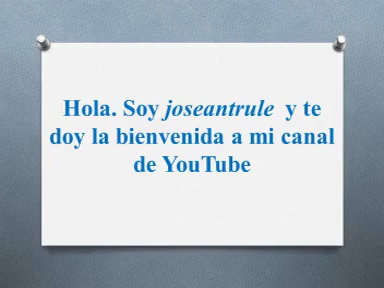 Hola. Soy joseantrule y te
doy la bienvenida a mi canal
de YouTube